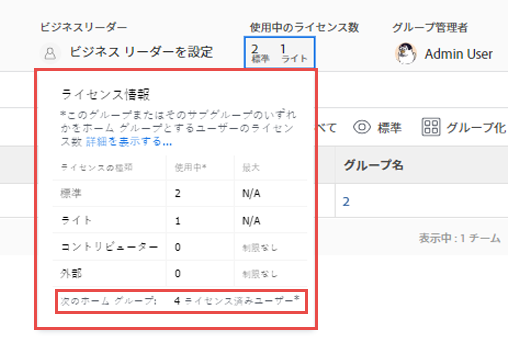 ビジネスリーダー 使用中のライセンス数 グループ管理者
ビジネス リーダーを設定 2 標準 1 ライト Admin User
ライセンス情報
*このグループまたはそのサブグループのいずれ
かをホーム グループとするユーザーのライセン
ス数 詳細を表示する...
べて 標準 グループ化
ライセンスの種類 使用中* 最大 グループ名
標準 2 N/A 2
ライト 1 N/A
表示中 : 1 チーム
コントリビューター 0 制限なし
外部 0 制限なし
次のホーム グループ: 4 ライセンス済みユーザー*